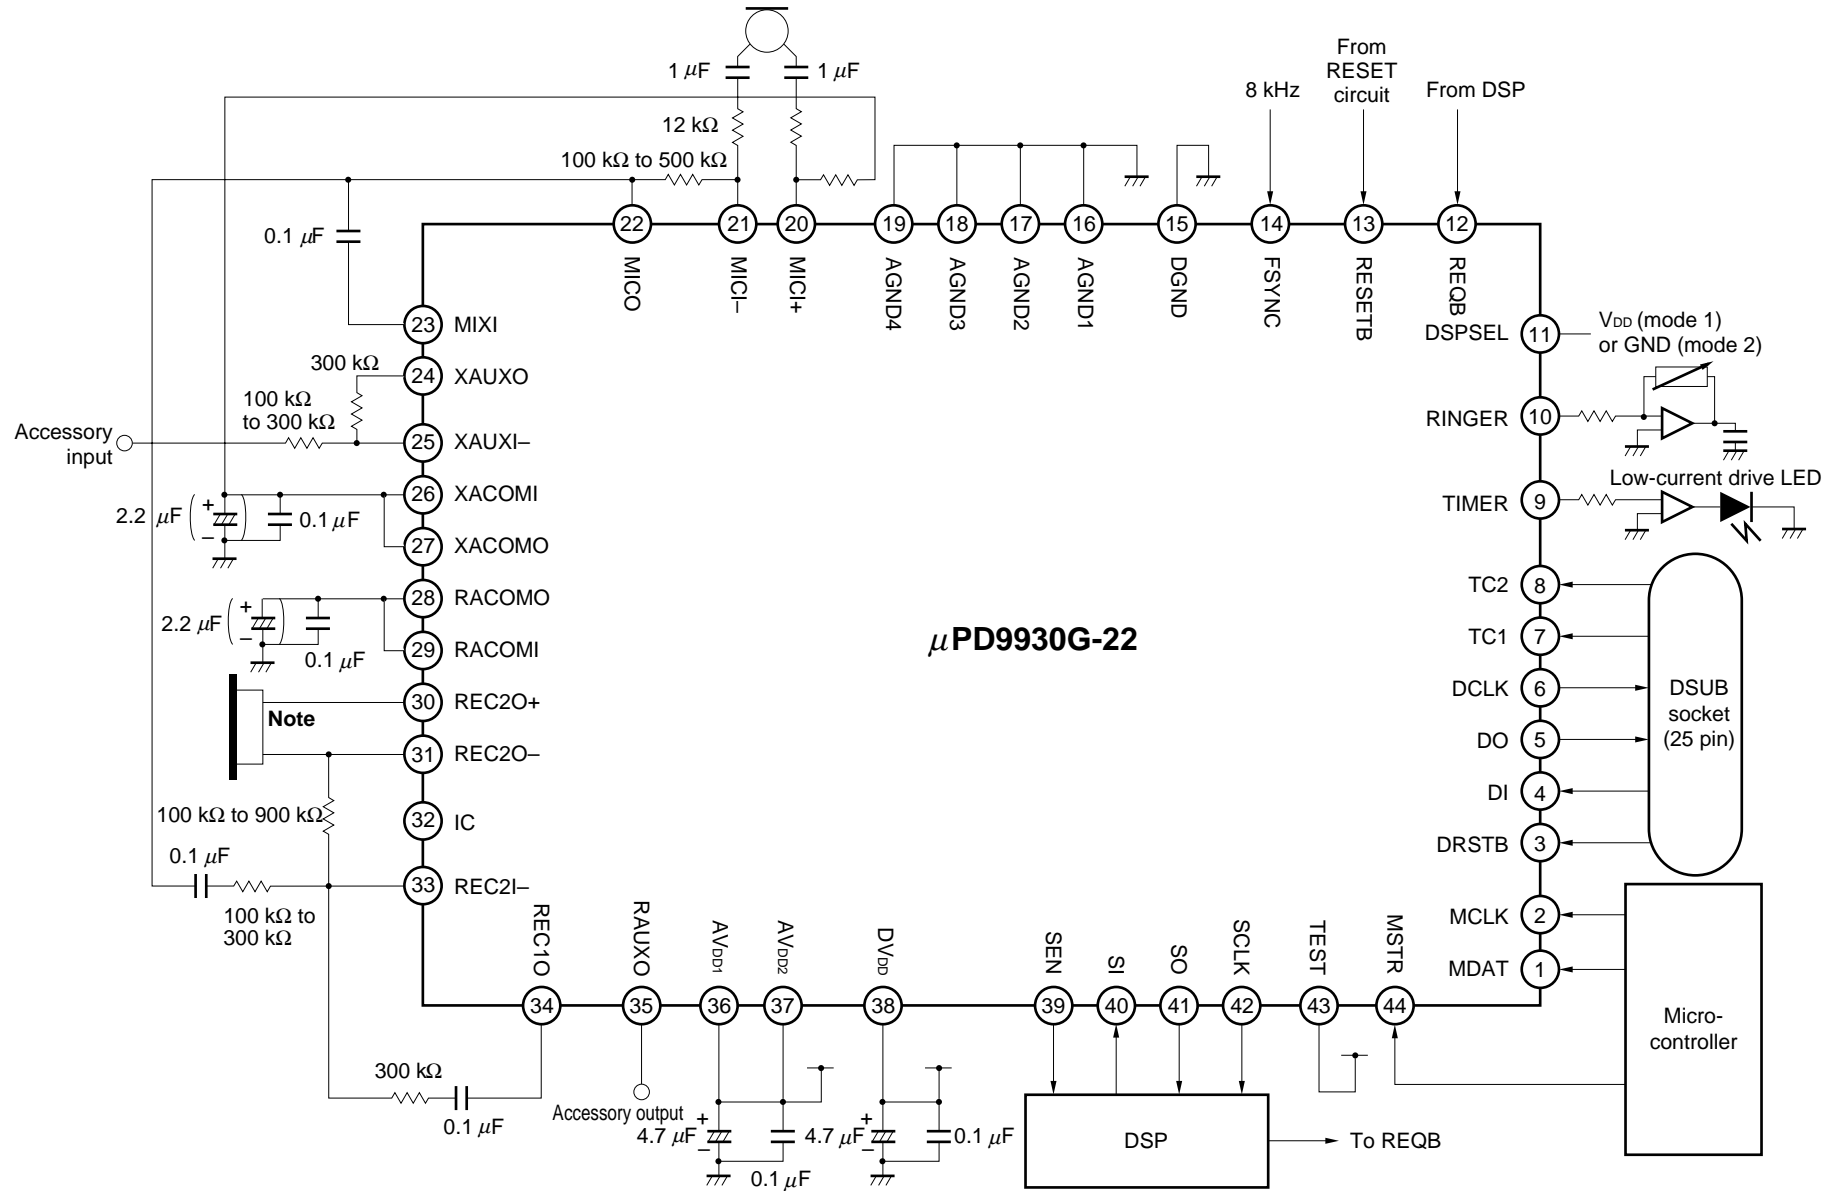 1 µF
1 µF
From
RESET
circuit
8 kHz
From DSP
12 kΩ
100 kΩ to 500 kΩ
0.1 µF
22
21
20
19
18
17
16
15
14
13
12
MICO
MICI–
MICI+
AGND4
AGND3
AGND2
AGND1
DGND
FSYNC
RESETB
REQB
23
MIXI
300 kΩ
24
XAUXO
100 kΩ
to 300 kΩ
Accessory
input
25
XAUXI–
26
XACOMI
2.2 µF
+
–
0.1 µF
27
XACOMO
28
RACOMO
2.2 µF
+
–
0.1 µF
29
RACOMI
30
REC2O+
Note
31
REC2O–
100 kΩ to 900 kΩ
32
IC
0.1 µF
33
REC2I–
100 kΩ to
300 kΩ
µPD9930G-22
DSPSEL
11
VDD (mode 1)
or GND (mode 2)
RINGER
10
Low-current drive LED
TIMER
9
TC2
8
TC1
7
DCLK
6
DO
5
DI
4
DRSTB
3
DSUB
socket
(25 pin)
MCLK
2
MDAT
1
Micro-
controller
REC1O
RAUXO
AVDD1
AVDD2
DVDD
SEN
SI
SO
SCLK
TEST
MSTR
34
35
36
37
38
39
40
41
42
43
44
300 kΩ
0.1 µF
Accessory output
4.7 µF
+
–
0.1 µF
4.7 µF
+
–
0.1 µF
DSP
To REQB